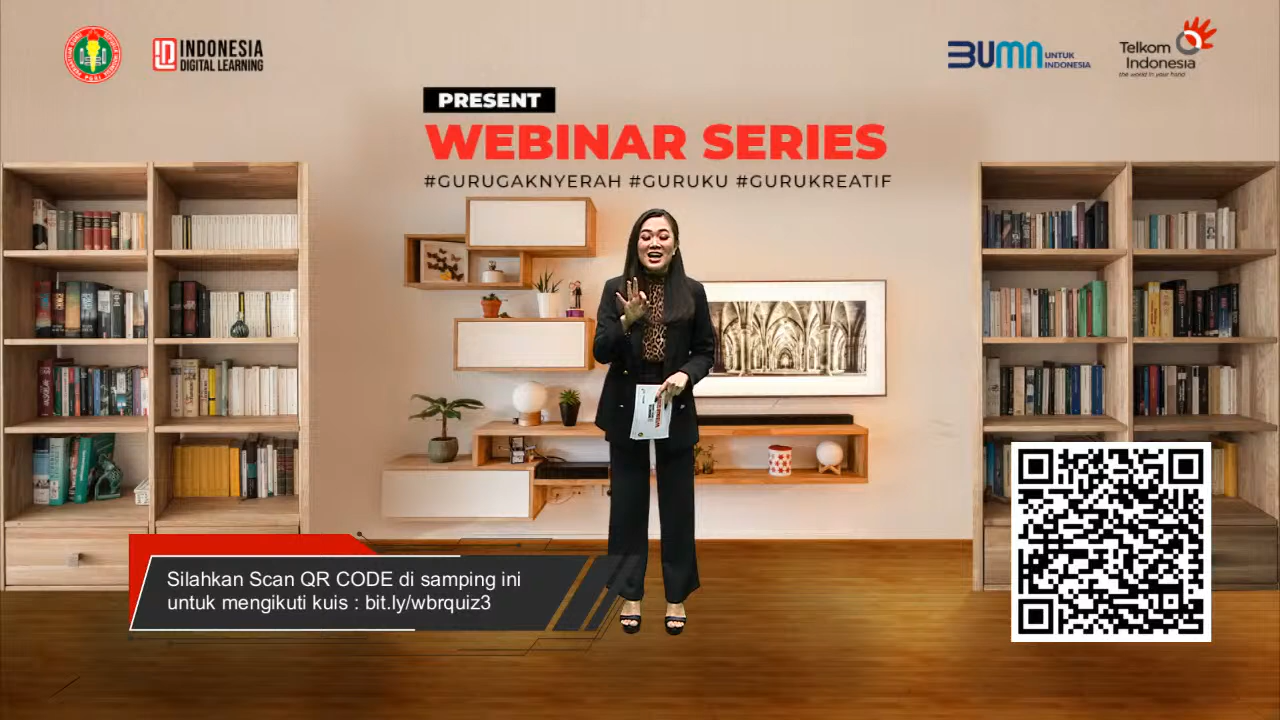 INDONESIA
DIGITAL LEARNING
BUMN UNTUK
INDONESIA
Telkom
Indonesia
the world in your hand
PRESENT
WEBINAR SERIES
#GURUGAKNYERAH #GURUKU #GURUKREATIF
Silahkan Scan QR CODE di samping ini
untuk mengikuti kuis : bit.ly/wbrquiz3